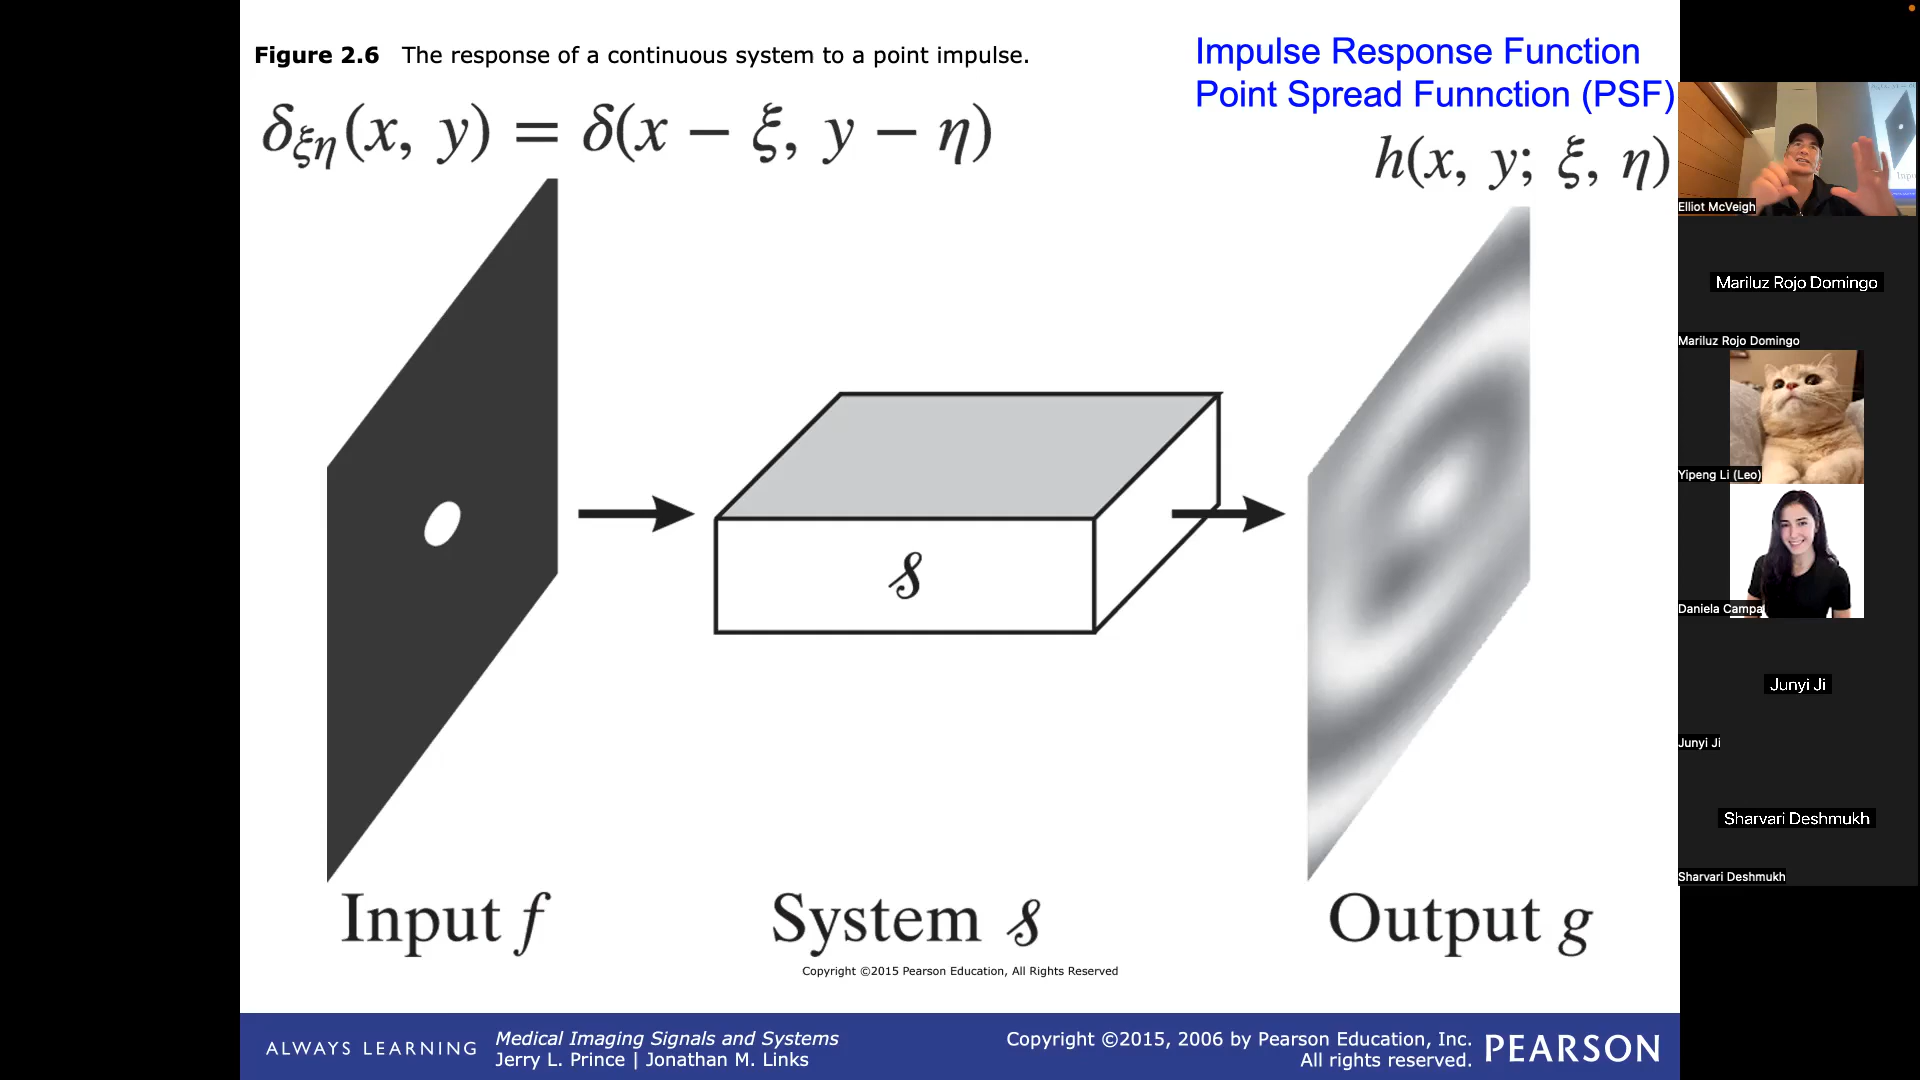 Figure 2.6 The response of a continuous system to a point impulse.
Impulse Response Function
Point Spread Funnction (PSF)
δξη(x, y) = δ(x − ξ, y − η)
h(x, y; ξ, η)
𝓈
Input f
System 𝓈
Output g
Copyright ©2015 Pearson Education, All Rights Reserved
ALWAYS LEARNING
Medical Imaging Signals and Systems
Jerry L. Prince | Jonathan M. Links
Copyright ©2015, 2006 by Pearson Education, Inc.
All rights reserved.
PEARSON
Elliot McVeigh
Mariluz Rojo Domingo
Mariluz Rojo Domingo
Yipeng Li (Leo)
Daniela Campa
Junyi Ji
Junyi Ji
Sharvari Deshmukh
Sharvari Deshmukh